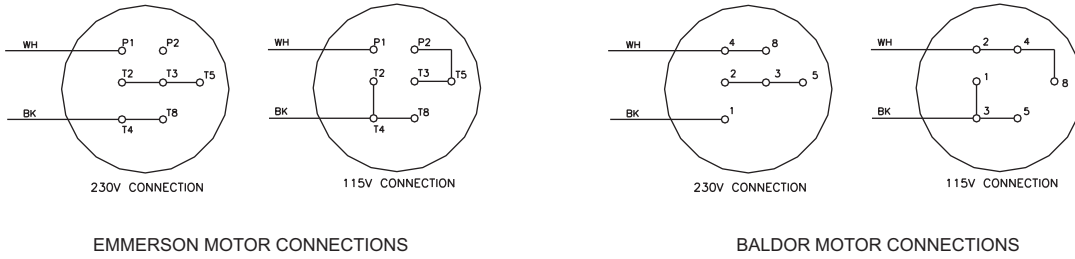 WH P1 P2
T2 T3 T5
BK T4 T8
230V CONNECTION
WH P1 P2
T2 T3 T5
BK T4 T8
115V CONNECTION
EMMERSON MOTOR CONNECTIONS
WH 4 8
2 3 5
BK 1
230V CONNECTION
WH 2 4
1 8
BK 3 5
115V CONNECTION
BALDOR MOTOR CONNECTIONS